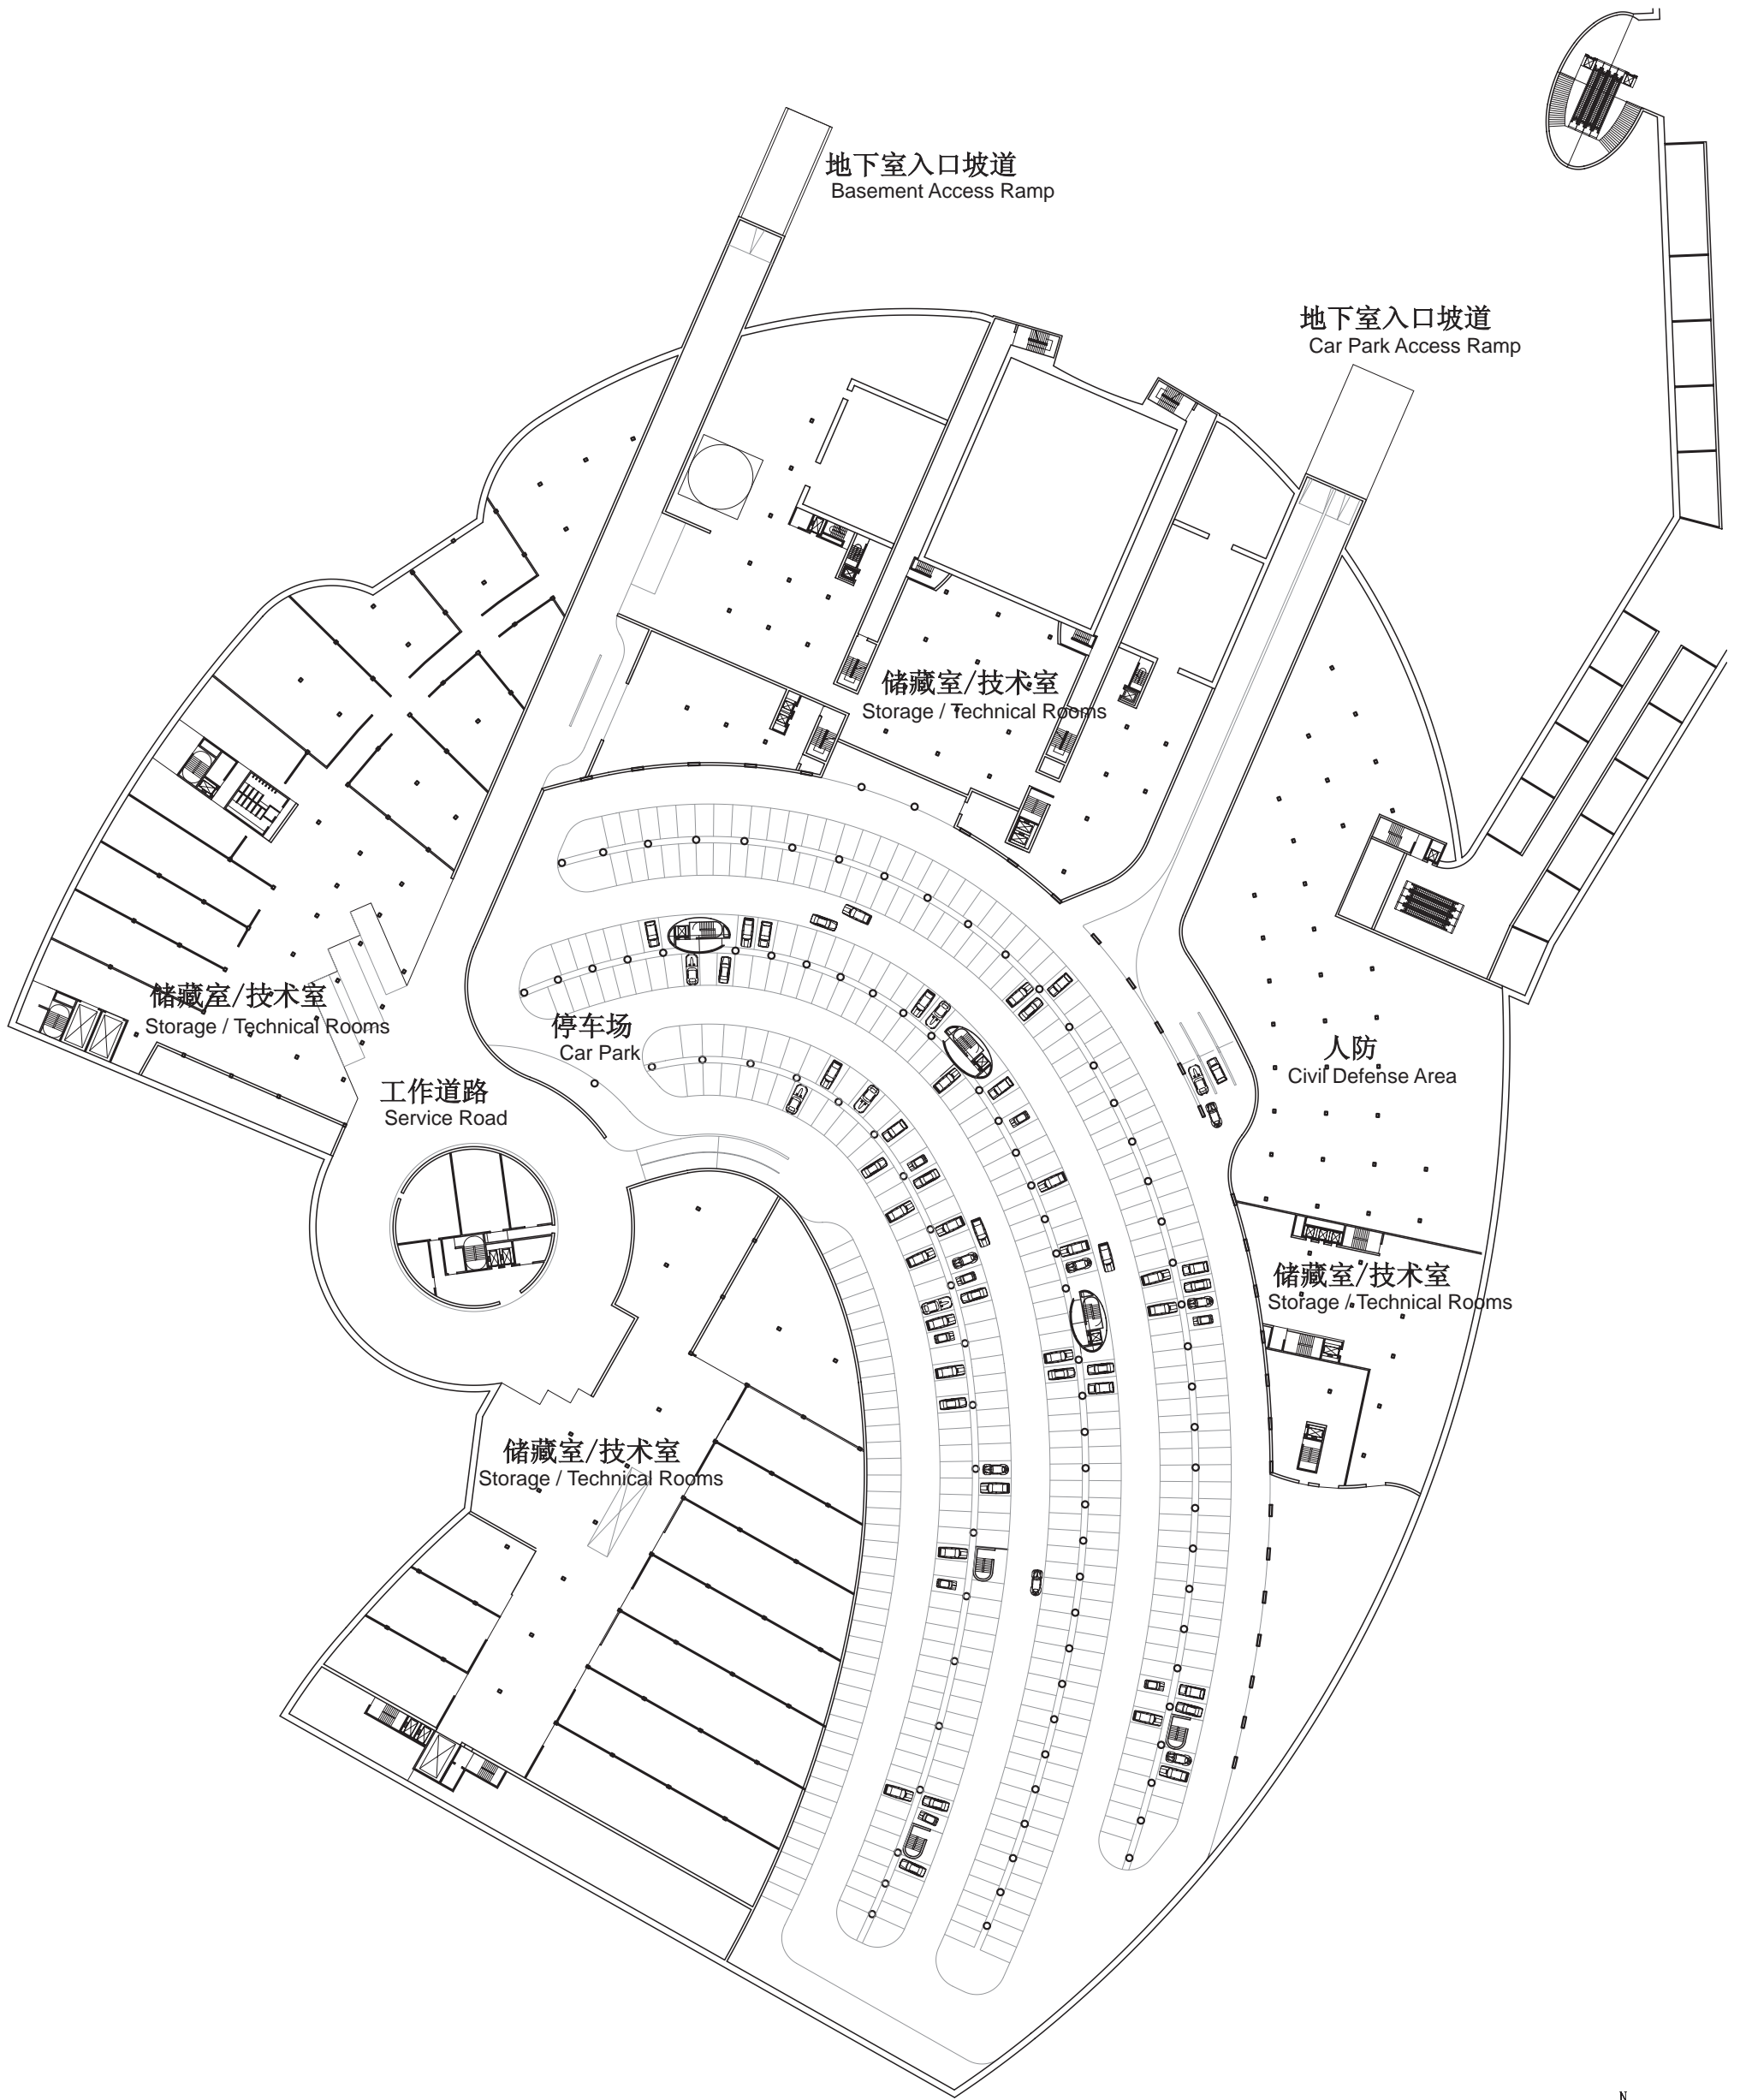 地下室入口坡道
Basement Access Ramp
地下室入口坡道
Car Park Access Ramp
储藏室/技术室
Storage / Technical Rooms
储藏室/技术室
Storage / Technical Rooms
停车场
Car Park
人防
Civil Defense Area
工作道路
Service Road
储藏室/技术室
Storage / Technical Rooms
储藏室/技术室
Storage / Technical Rooms
N